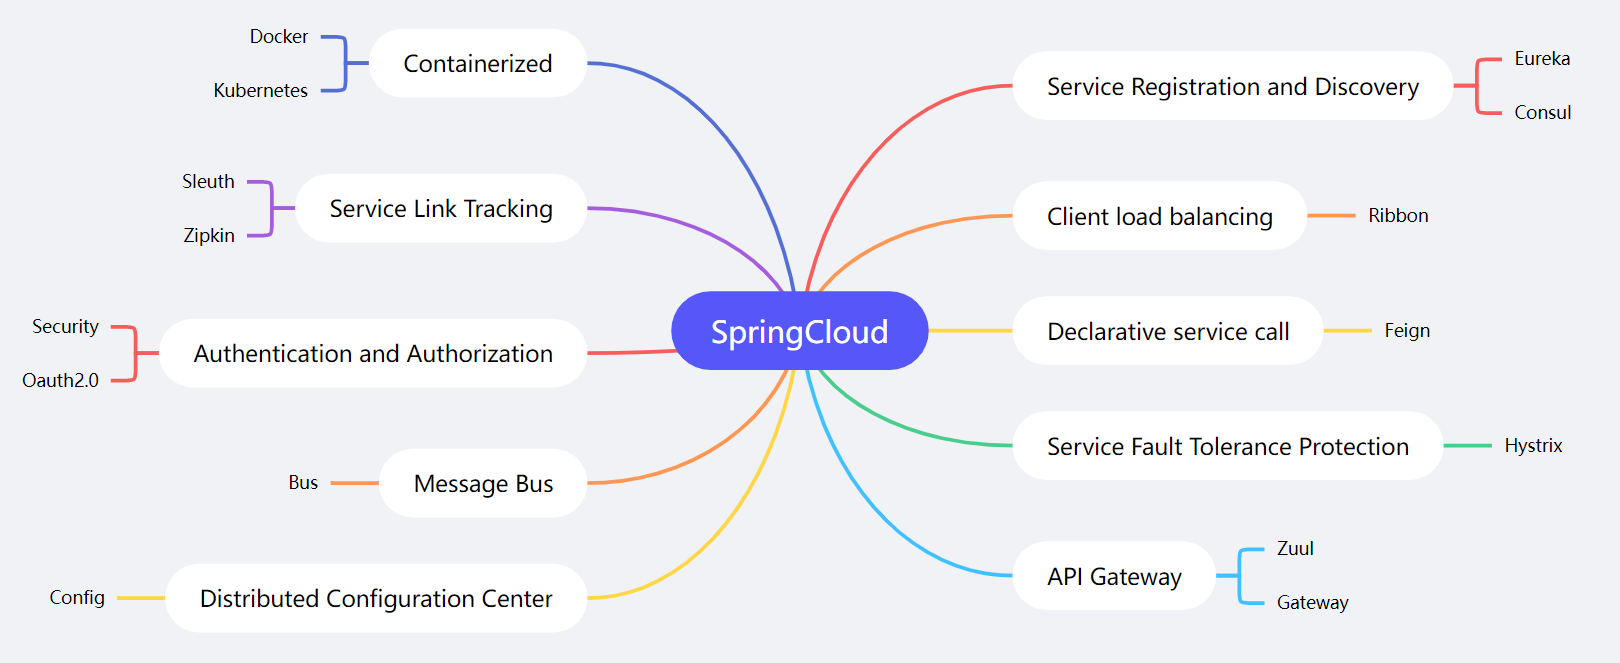 SpringCloud
Containerized
Docker
Kubernetes
Service Link Tracking
Sleuth
Zipkin
Authentication and Authorization
Security
Oauth2.0
Message Bus
Bus
Distributed Configuration Center
Config
Service Registration and Discovery
Eureka
Consul
Client load balancing
Ribbon
Declarative service call
Feign
Service Fault Tolerance Protection
Hystrix
API Gateway
Zuul
Gateway